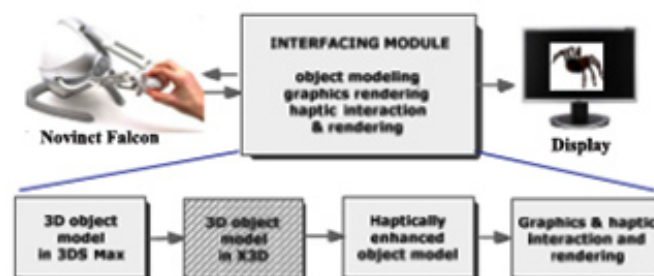 INTERFACING MODULE
object modeling
graphics rendering
haptic interaction
& rendering
Novinct Falcon
Display
3D object
model
in 3DS Max
3D object
model
in X3D
Haptically
enhanced
object model
Graphics & haptic
interaction and
rendering